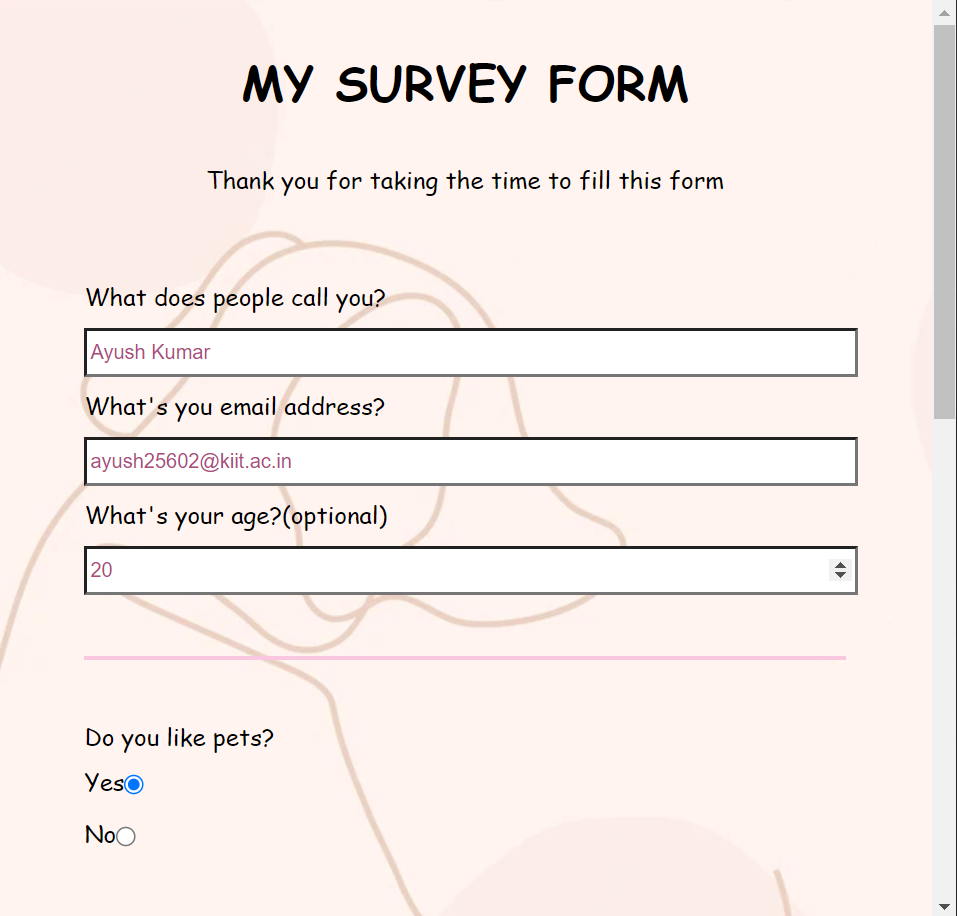 MY SURVEY FORM
Thank you for taking the time to fill this form
What does people call you?
Ayush Kumar
What's you email address?
ayush25602@kiit.ac.in
What's your age?(optional)
20
Do you like pets?
Yes
No